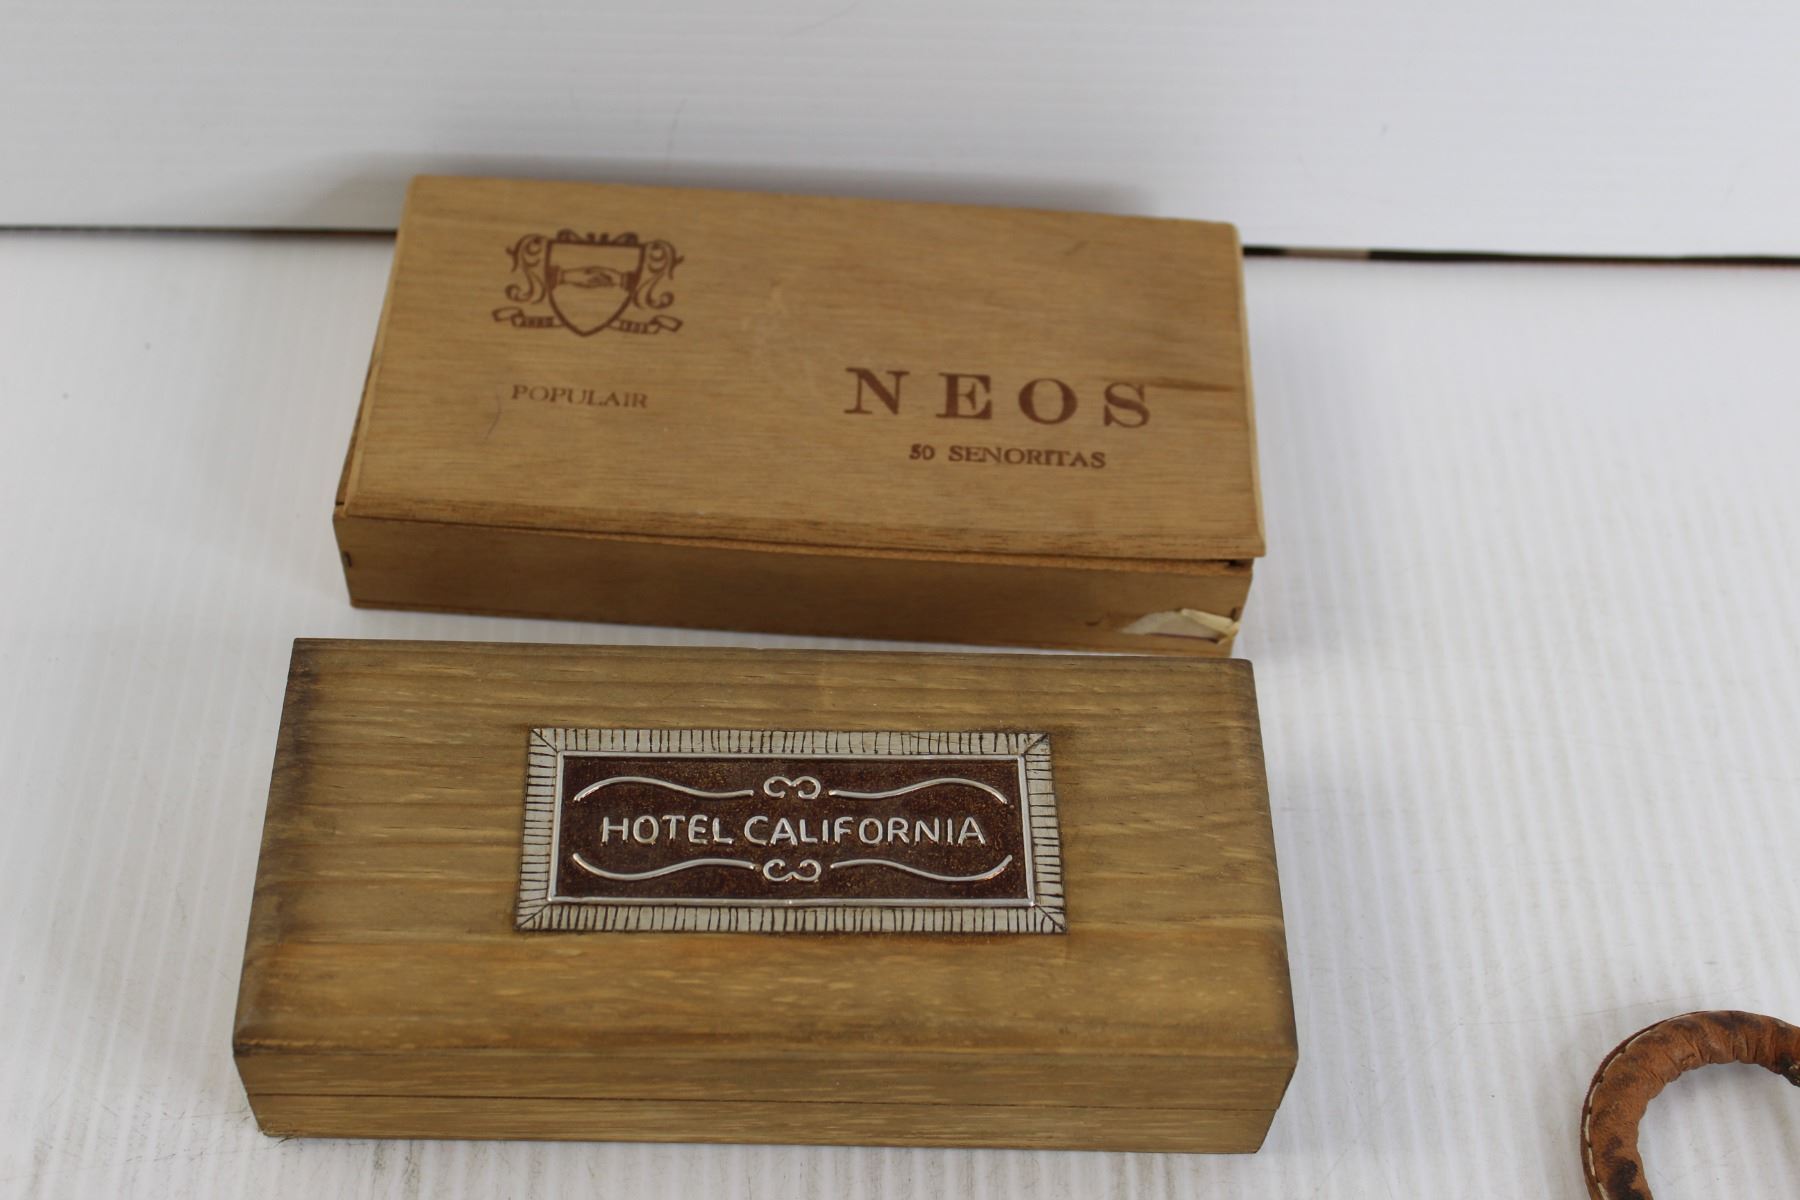 POPULAIR
NEOS
50 SENORITAS
HOTEL CALIFORNIA